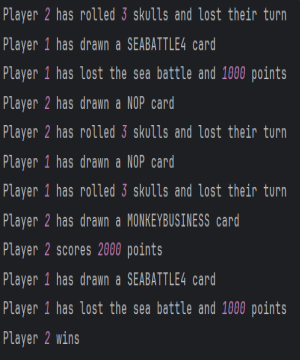 Player 2 has rolled 3 skulls and lost their turn
Player 1 has drawn a SEABATTLE4 card
Player 1 has lost the sea battle and 1000 points
Player 2 has drawn a NOP card
Player 2 has rolled 3 skulls and lost their turn
Player 1 has drawn a NOP card
Player 1 has rolled 3 skulls and lost their turn
Player 2 has drawn a MONKEYBUSINESS card
Player 2 scores 2000 points
Player 1 has drawn a SEABATTLE4 card
Player 1 has lost the sea battle and 1000 points
Player 2 wins